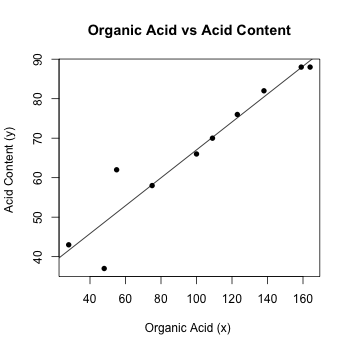 Organic Acid vs Acid Content
Acid Content (y)
90
80
70
60
50
40
40 60 80 100 120 140 160
Organic Acid (x)